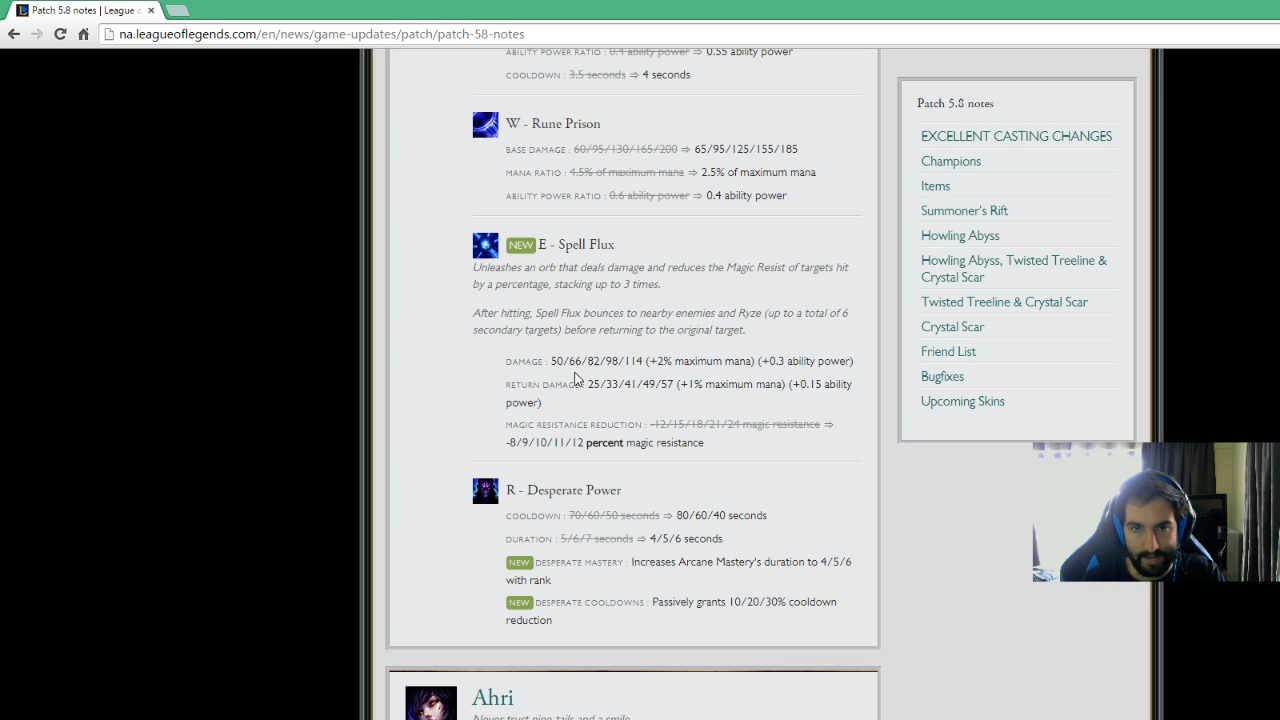 Patch 5.8 notes | League o
na.leagueoflegends.com/en/news/game-updates/patch/patch-58-notes
ABILITY POWER RATIO : 0.4 ability power ⇒ 0.55 ability power
COOLDOWN : 3.5 seconds ⇒ 4 seconds
W - Rune Prison
BASE DAMAGE : 60/95/130/165/200 ⇒ 65/95/125/155/185
MANA RATIO : 4.5% of maximum mana ⇒ 2.5% of maximum mana
ABILITY POWER RATIO : 0.6 ability power ⇒ 0.4 ability power
NEW E - Spell Flux
Unleashes an orb that deals damage and reduces the Magic Resist of targets hit
by a percentage, stacking up to 3 times.
After hitting, Spell Flux bounces to nearby enemies and Ryze (up to a total of 6
secondary targets) before returning to the original target.
DAMAGE : 50/66/82/98/114 (+2% maximum mana) (+0.3 ability power)
RETURN DAMAGE : 25/33/41/49/57 (+1% maximum mana) (+0.15 ability
power)
MAGIC RESISTANCE REDUCTION : -12/15/18/21/24 magic resistance ⇒
-8/9/10/11/12 percent magic resistance
R - Desperate Power
COOLDOWN : 70/60/50 seconds ⇒ 80/60/40 seconds
DURATION : 5/6/7 seconds ⇒ 4/5/6 seconds
NEW DESPERATE MASTERY : Increases Arcane Mastery's duration to 4/5/6
with rank
NEW DESPERATE COOLDOWNS : Passively grants 10/20/30% cooldown
reduction
Ahri
Never trust nine-tails and a smile.
Patch 5.8 notes
EXCELLENT CASTING CHANGES
Champions
Items
Summoner's Rift
Howling Abyss
Howling Abyss, Twisted Treeline &
Crystal Scar
Twisted Treeline & Crystal Scar
Crystal Scar
Friend List
Bugfixes
Upcoming Skins